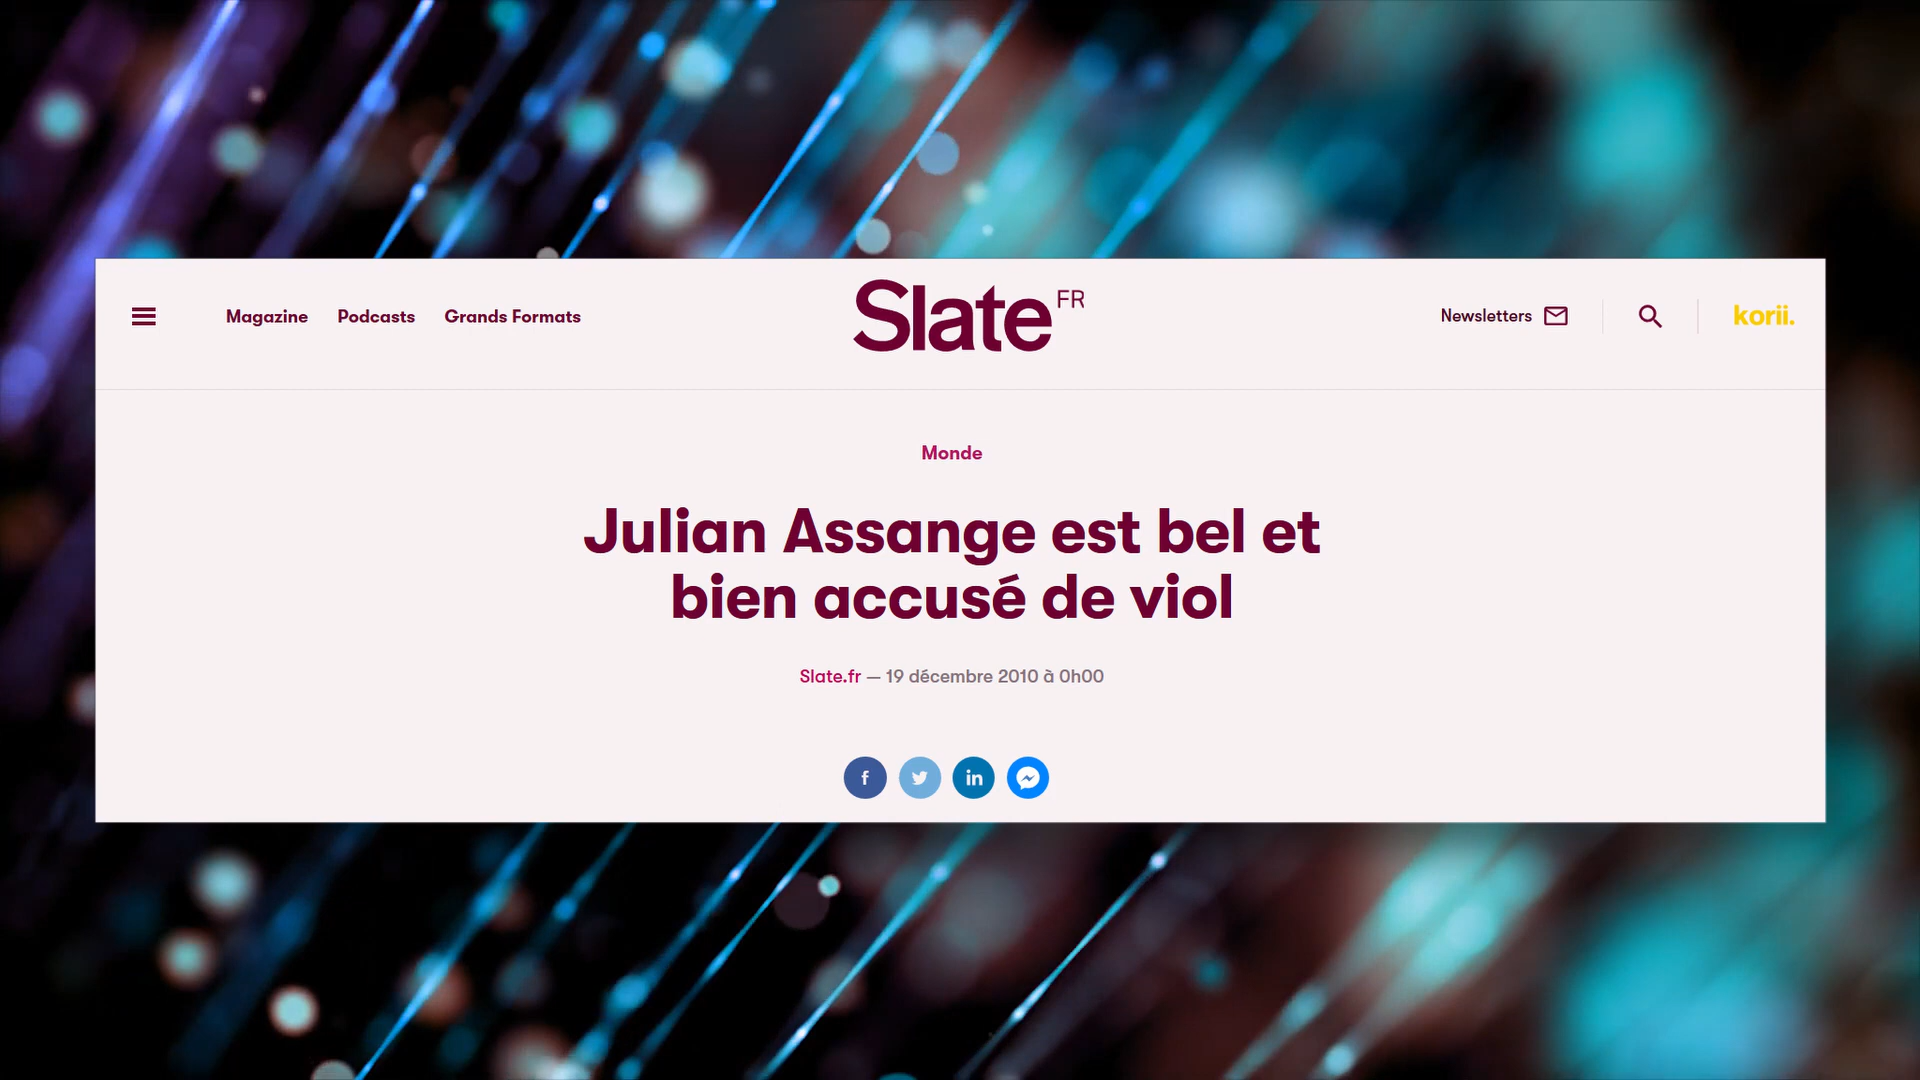 Magazine Podcasts Grands Formats
Slate FR
Newsletters
korii.
Monde
Julian Assange est bel et
bien accusé de viol
Slate.fr — 19 décembre 2010 à 0h00
f
in